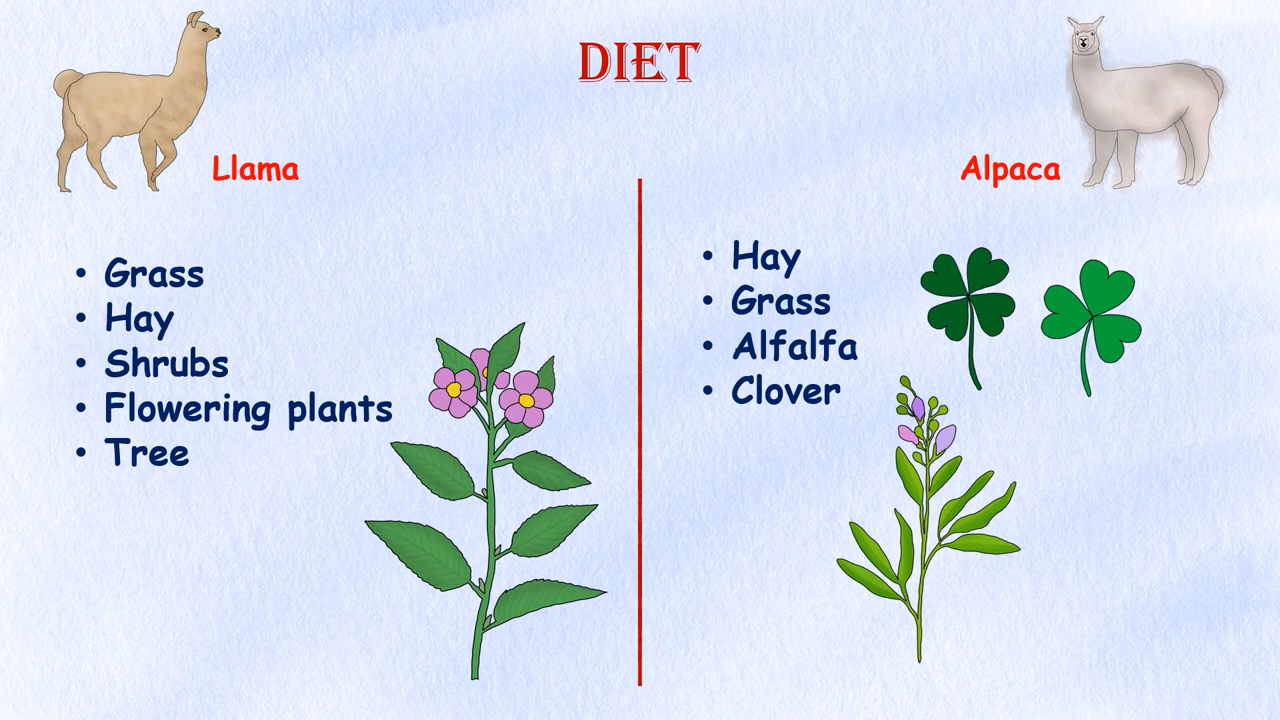 DIET
Llama
• Grass
• Hay
• Shrubs
• Flowering plants
• Tree
Alpaca
• Hay
• Grass
• Alfalfa
• Clover